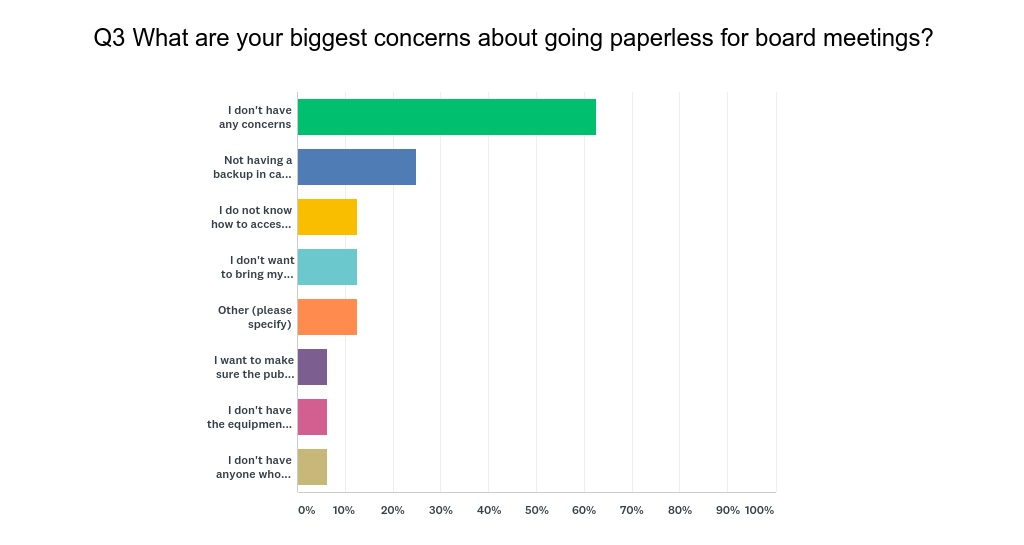 Q3 What are your biggest concerns about going paperless for board meetings?
I don't have
any concerns
Not having a
backup in ca...
I do not know
how to acces...
I don't want
to bring my...
Other (please
specify)
I want to make
sure the pub...
I don't have
the equipmen...
I don't have
anyone who...
0% 10% 20% 30% 40% 50% 60% 70% 80% 90% 100%